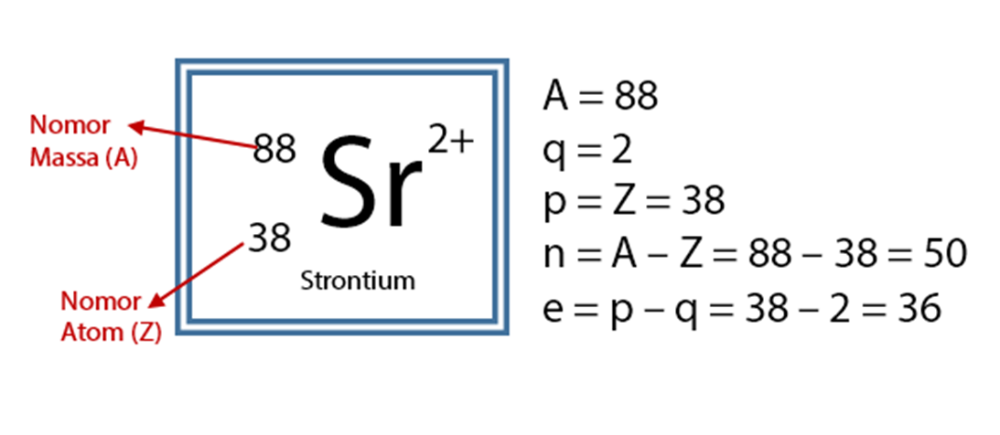 Nomor
Massa (A)
88
Sr
2+
38
Strontium
Nomor
Atom (Z)
A = 88
q = 2
p = Z = 38
n = A – Z = 88 – 38 = 50
e = p – q = 38 – 2 = 36